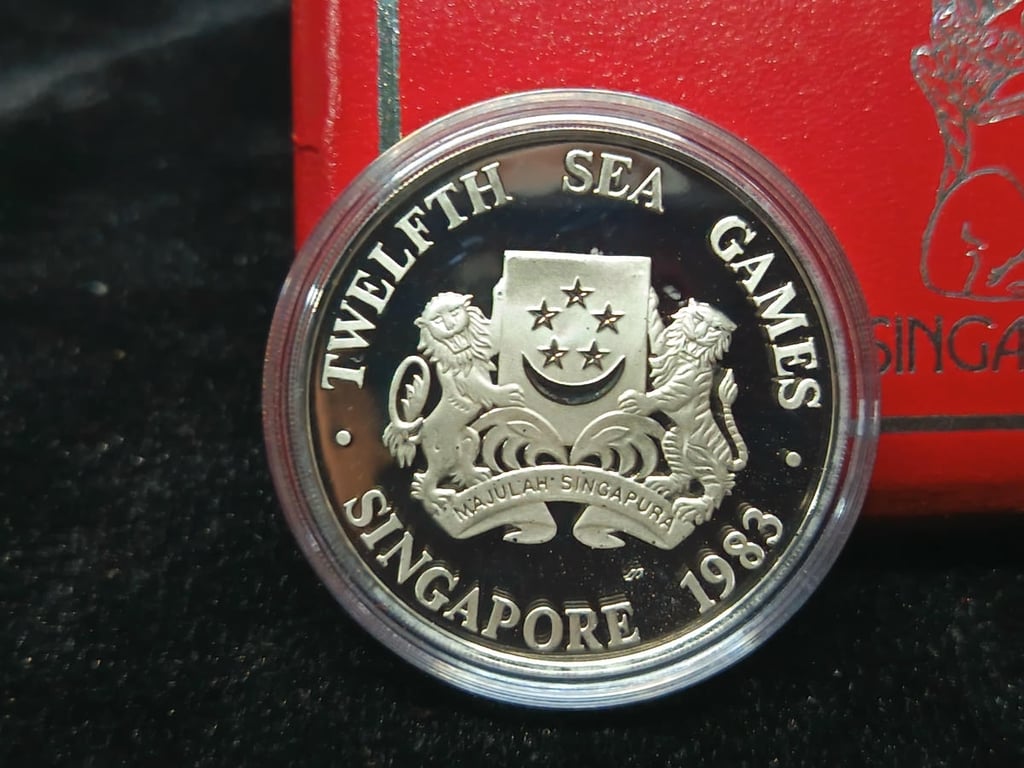 TWELFTH SEA GAMES
MAJULAH SINGAPURA
SINGAPORE 1983
SINGA